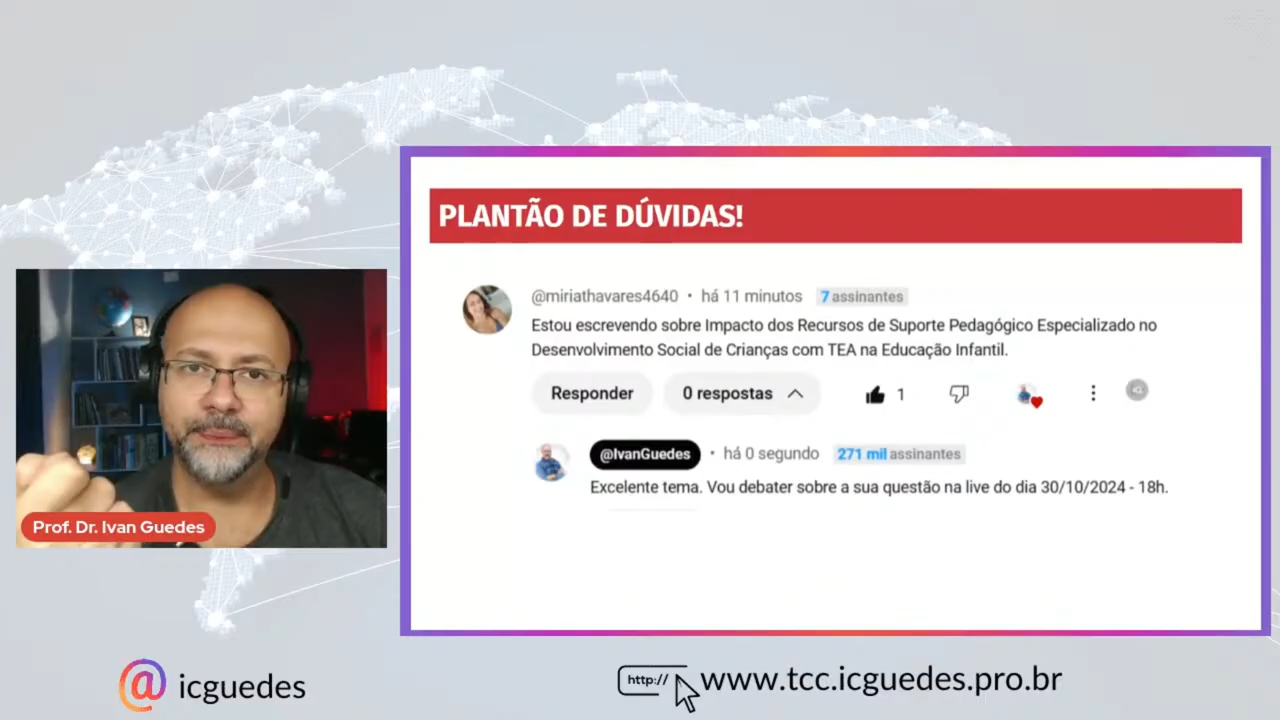 PLANTÃO DE DÚVIDAS!
@miriathavares4640 • há 11 minutos 7 assinantes
Estou escrevendo sobre Impacto dos Recursos de Suporte Pedagógico Especializado no
Desenvolvimento Social de Crianças com TEA na Educação Infantil.
Responder 0 respostas 1
@IvanGuedes • há 0 segundo 271 mil assinantes
Excelente tema. Vou debater sobre a sua questão na live do dia 30/10/2024 - 18h.
Prof. Dr. Ivan Guedes
@ icguedes
http:// www.tcc.icguedes.pro.br